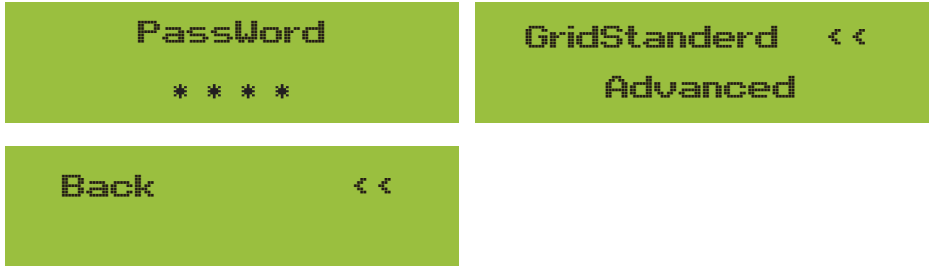 PassWord
* * * *
GridStanderd <<
Advanced
Back <<